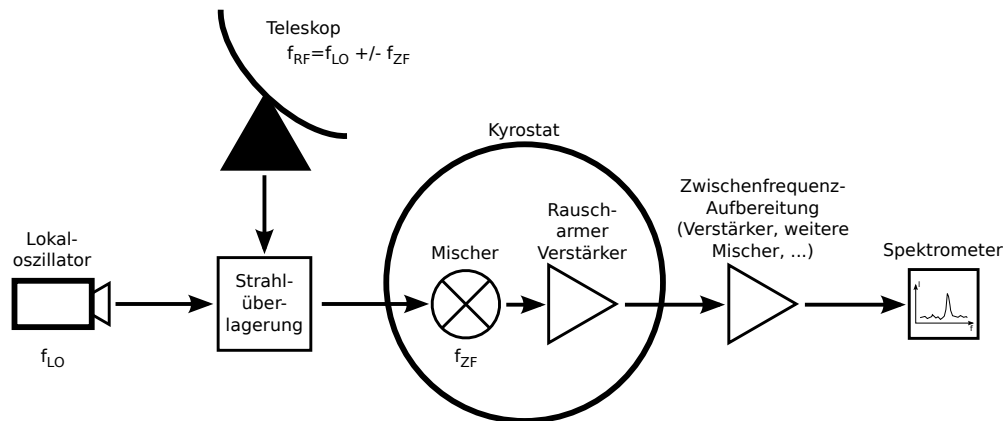 Teleskop
f_RF=f_LO +/- f_ZF
Kyrostat
Lokal-
oszillator
f_LO
Strahl-
über-
lagerung
Mischer
f_ZF
Rausch-
armer
Verstärker
Zwischenfrequenz-
Aufbereitung
(Verstärker, weitere
Mischer, ...)
Spektrometer
I
f